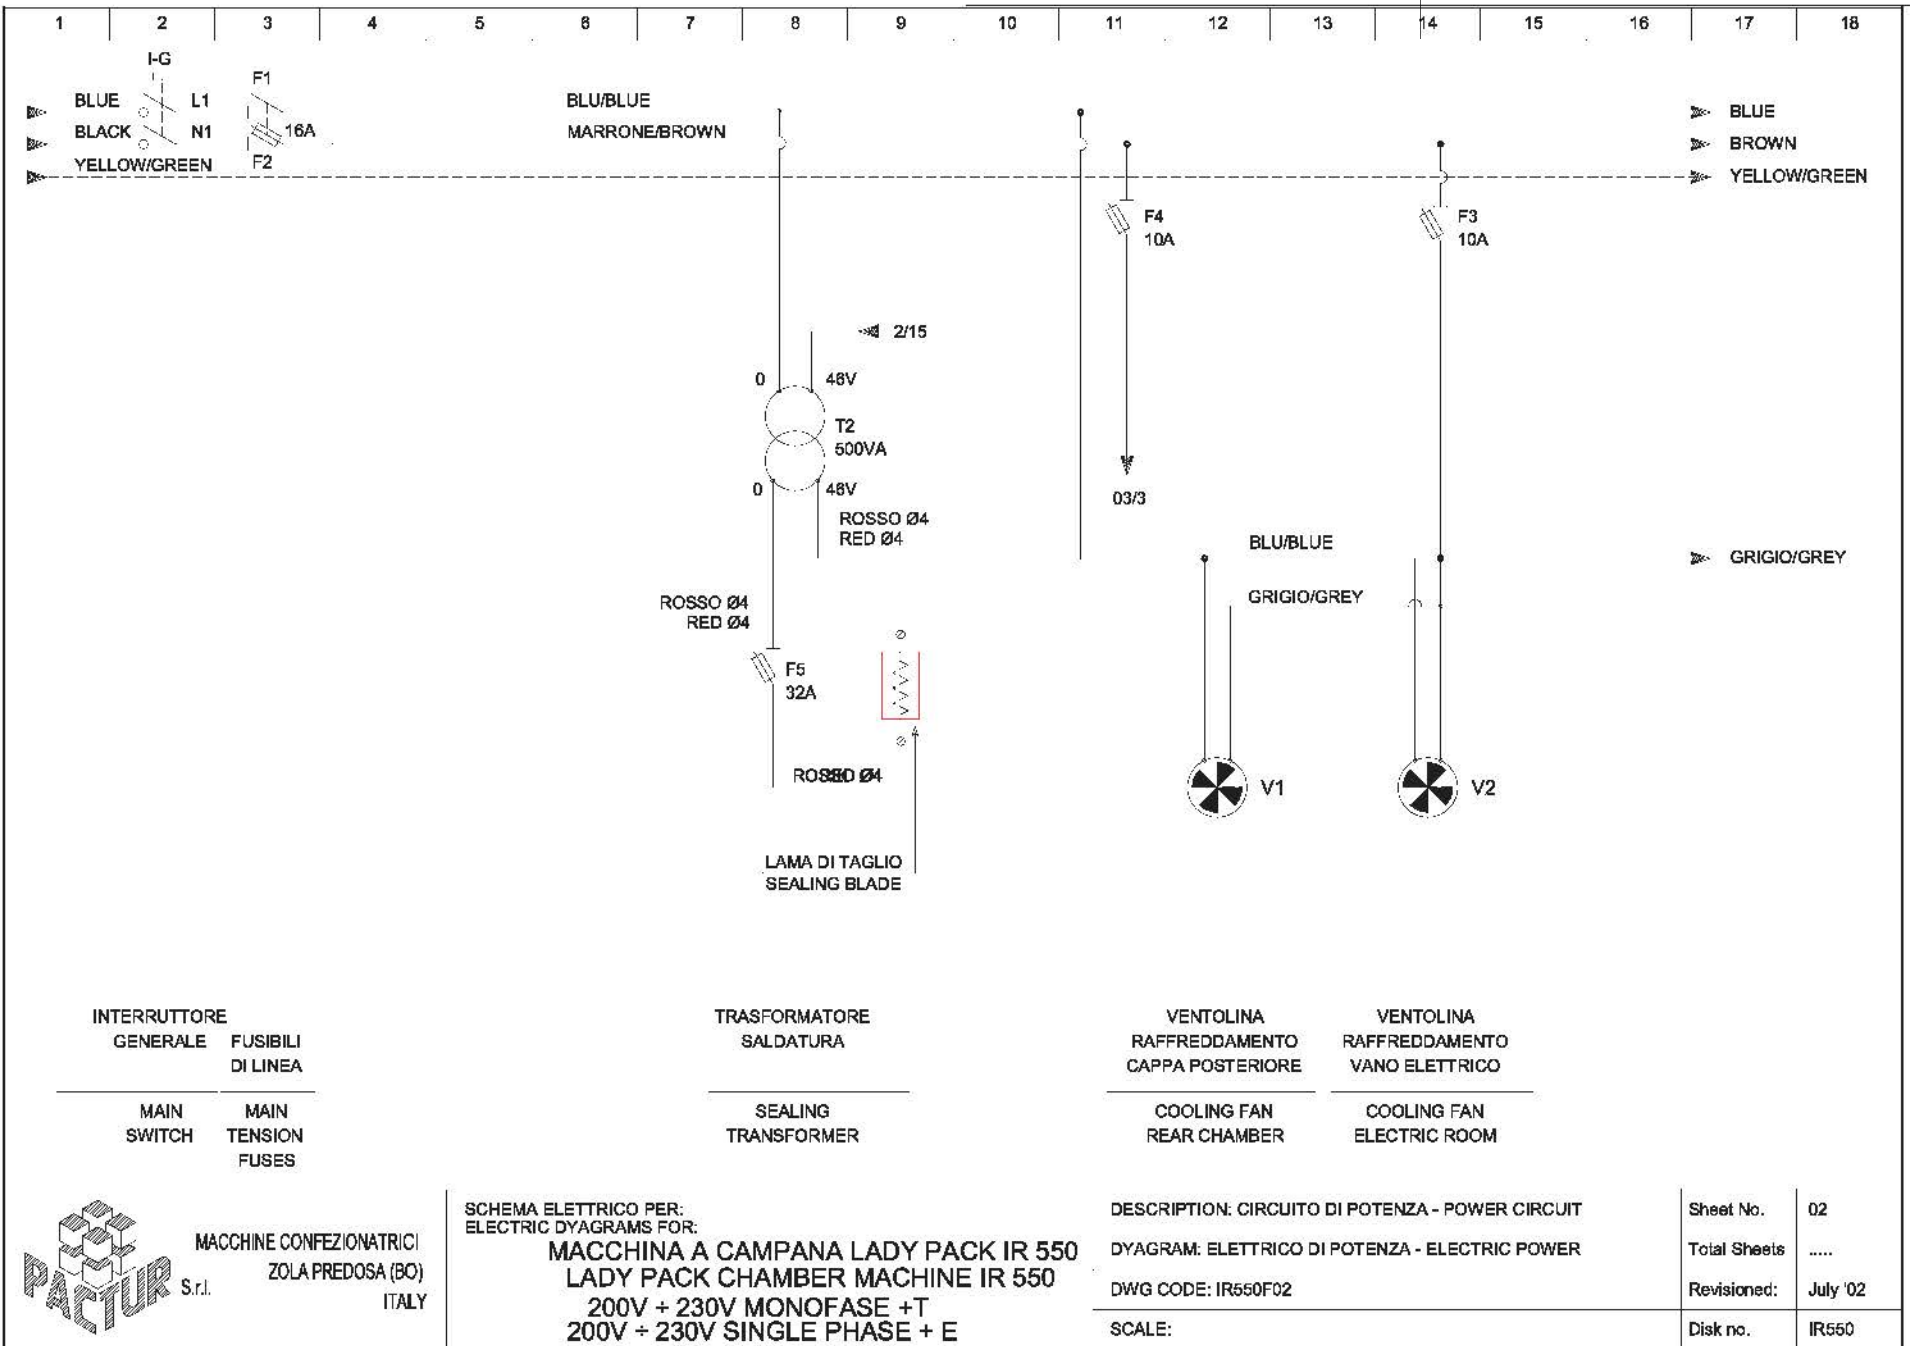 1 2 3 4 5 6 7 8 9 10 11 12 13 14 15 16 17 18
I-G
F1
BLUE L1
BLU/BLUE
BLUE
BLACK N1 16A
MARRONE/BROWN
BROWN
YELLOW/GREEN F2
YELLOW/GREEN
F4
10A
F3
10A
2/15
0 46V
T2
500VA
0 46V
03/3
ROSSO Ø4
RED Ø4
BLU/BLUE
GRIGIO/GREY
GRIGIO/GREY
ROSSO Ø4
RED Ø4
F5
32A
V1
V2
LAMA DI TAGLIO
SEALING BLADE
INTERRUTTORE
GENERALE
FUSIBILI
DI LINEA
TRASFORMATORE
SALDATURA
VENTOLINA
RAFFREDDAMENTO
CAPPA POSTERIORE
VENTOLINA
RAFFREDDAMENTO
VANO ELETTRICO
MAIN
SWITCH
MAIN
TENSION
FUSES
SEALING
TRANSFORMER
COOLING FAN
REAR CHAMBER
COOLING FAN
ELECTRIC ROOM
PACTUR S.r.l.
MACCHINE CONFEZIONATRICI
ZOLA PREDOSA (BO)
ITALY
SCHEMA ELETTRICO PER:
ELECTRIC DYAGRAMS FOR:
MACCHINA A CAMPANA LADY PACK IR 550
LADY PACK CHAMBER MACHINE IR 550
200V ÷ 230V MONOFASE +T
200V ÷ 230V SINGLE PHASE + E
DESCRIPTION: CIRCUITO DI POTENZA - POWER CIRCUIT
DYAGRAM: ELETTRICO DI POTENZA - ELECTRIC POWER
DWG CODE: IR550F02
SCALE:
Sheet No. 02
Total Sheets .....
Revisioned: July '02
Disk no. IR550